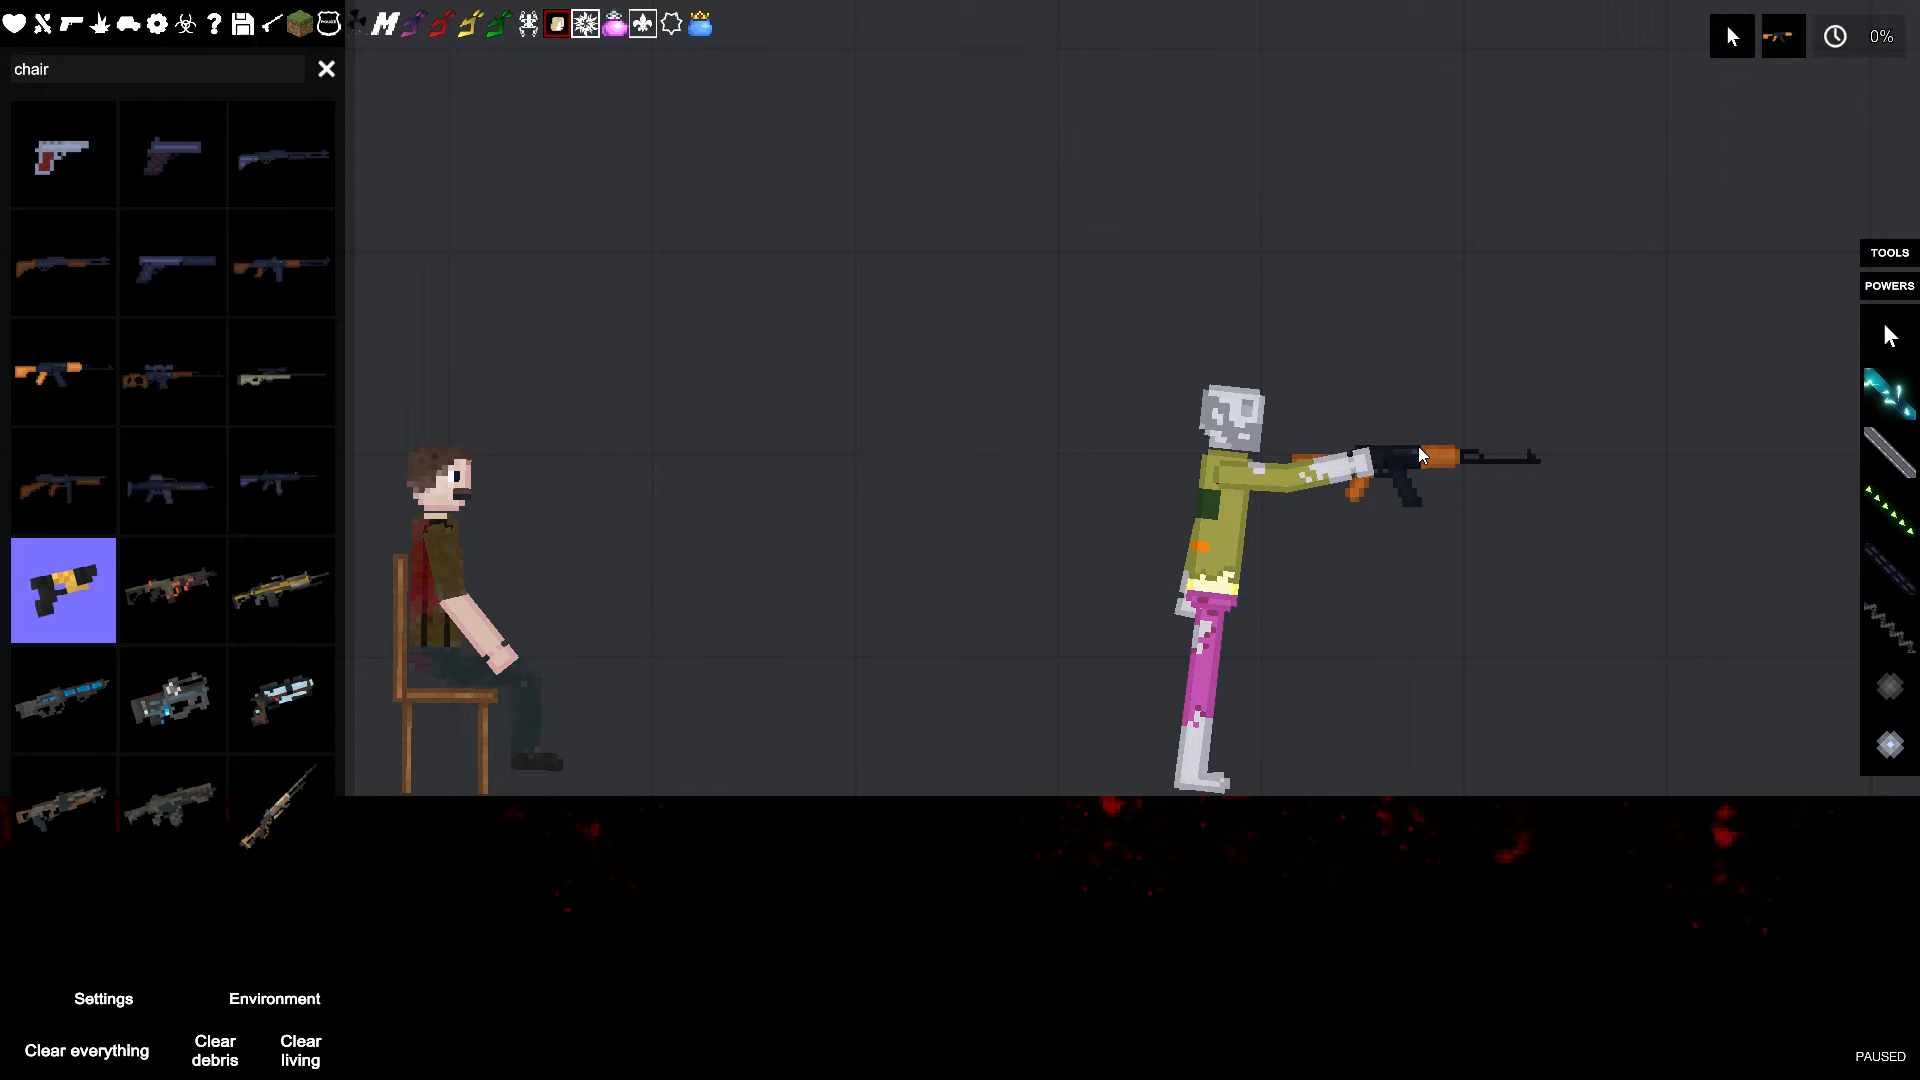 chair
0%
TOOLS
POWERS
Settings
Environment
Clear everything
Clear debris
Clear living
PAUSED